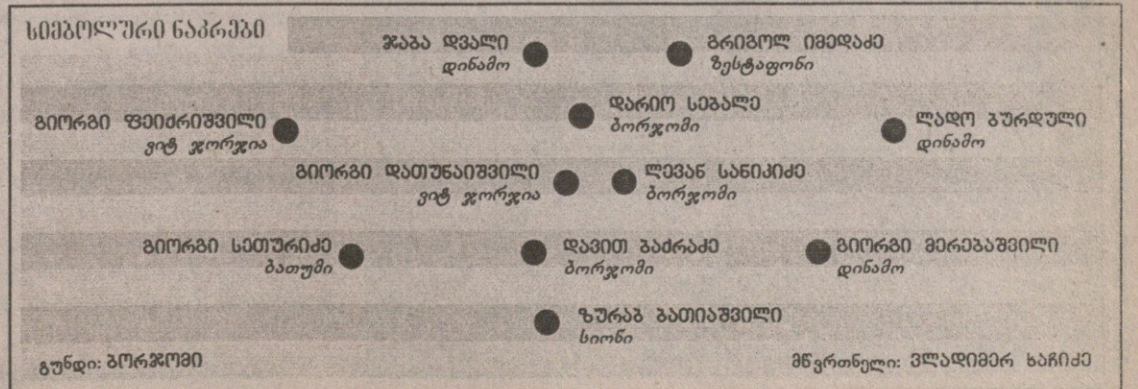 სიმბოლური ნაკრები
ჯაბა დვალი
დინამო
გრიგოლ იმედაძე
ზესტაფონი
დარიო სებალე
ბორჯომი
გიორგი ფეიქრიშვილი
ვიტ ჯორჯია
ლადო ბურდული
დინამო
გიორგი დათუნაიშვილი
ვიტ ჯორჯია
ლევან სანიკიძე
ბორჯომი
გიორგი სეთურიძე
ბათუმი
დავით ბაქრაძე
ბორჯომი
გიორგი მერებაშვილი
დინამო
ზურაბ ბათიაშვილი
სიონი
გუნდი: ბორჯომი
მწვრთნელი: ვლადიმერ ხაჩიძე